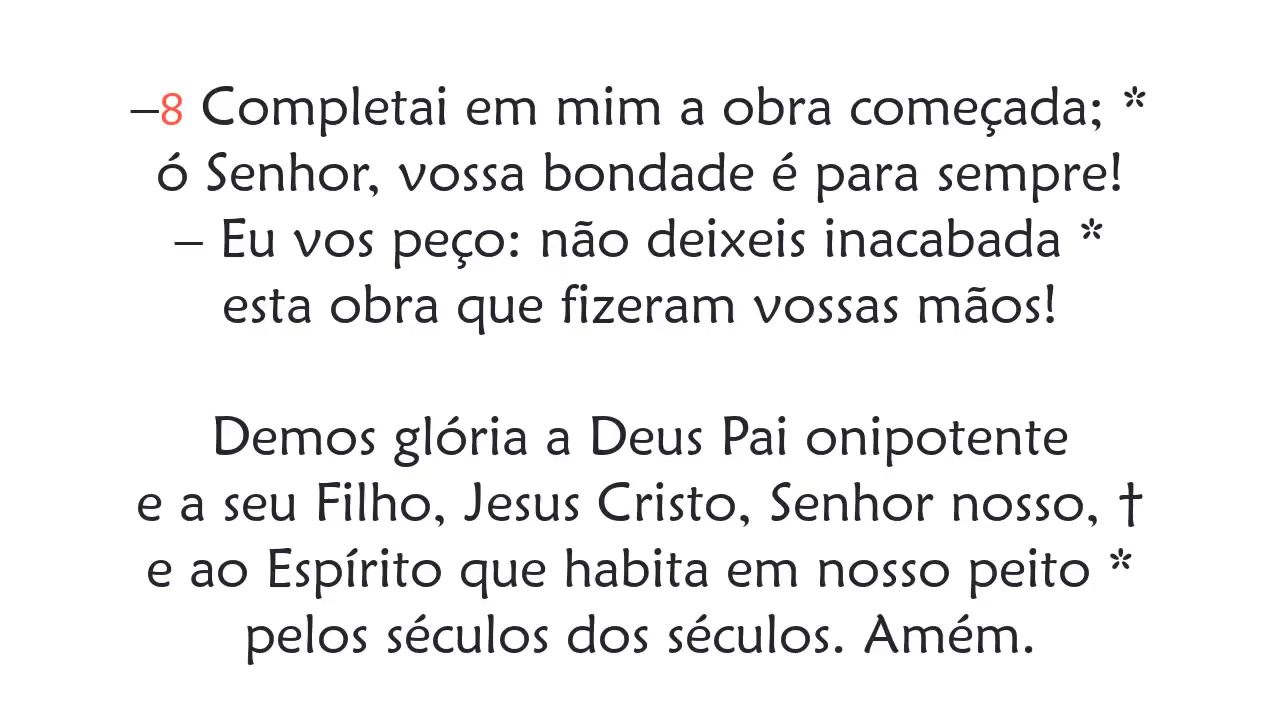 –8 Completai em mim a obra começada; *
ó Senhor, vossa bondade é para sempre!
– Eu vos peço: não deixeis inacabada *
esta obra que fizeram vossas mãos!
Demos glória a Deus Pai onipotente
e a seu Filho, Jesus Cristo, Senhor nosso, †
e ao Espírito que habita em nosso peito *
pelos séculos dos séculos. Amém.